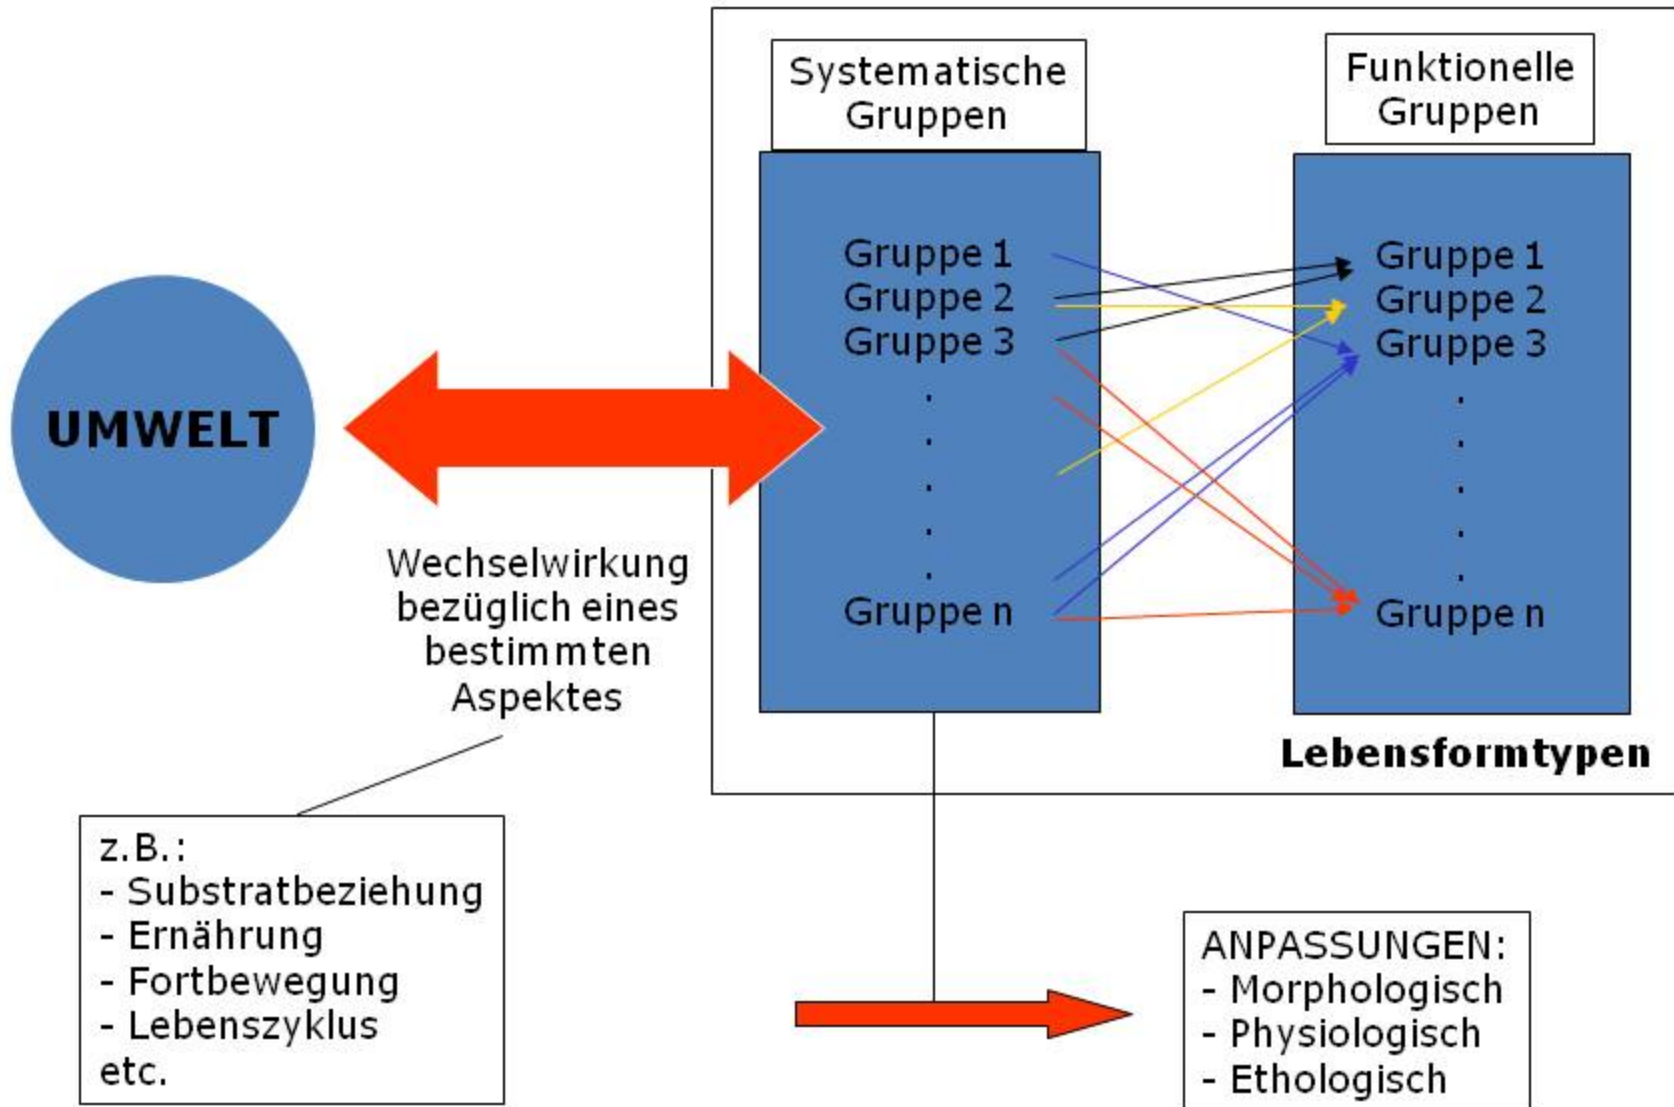 Systematische
Gruppen
Funktionelle
Gruppen
Gruppe 1
Gruppe 2
Gruppe 3
.
.
.
.
.
Gruppe n
Gruppe 1
Gruppe 2
Gruppe 3
.
.
.
.
.
Gruppe n
Lebensformtypen
UMWELT
Wechselwirkung
bezüglich eines
bestimmten
Aspektes
z.B.:
- Substratbeziehung
- Ernährung
- Fortbewegung
- Lebenszyklus
etc.
ANPASSUNGEN:
- Morphologisch
- Physiologisch
- Ethologisch